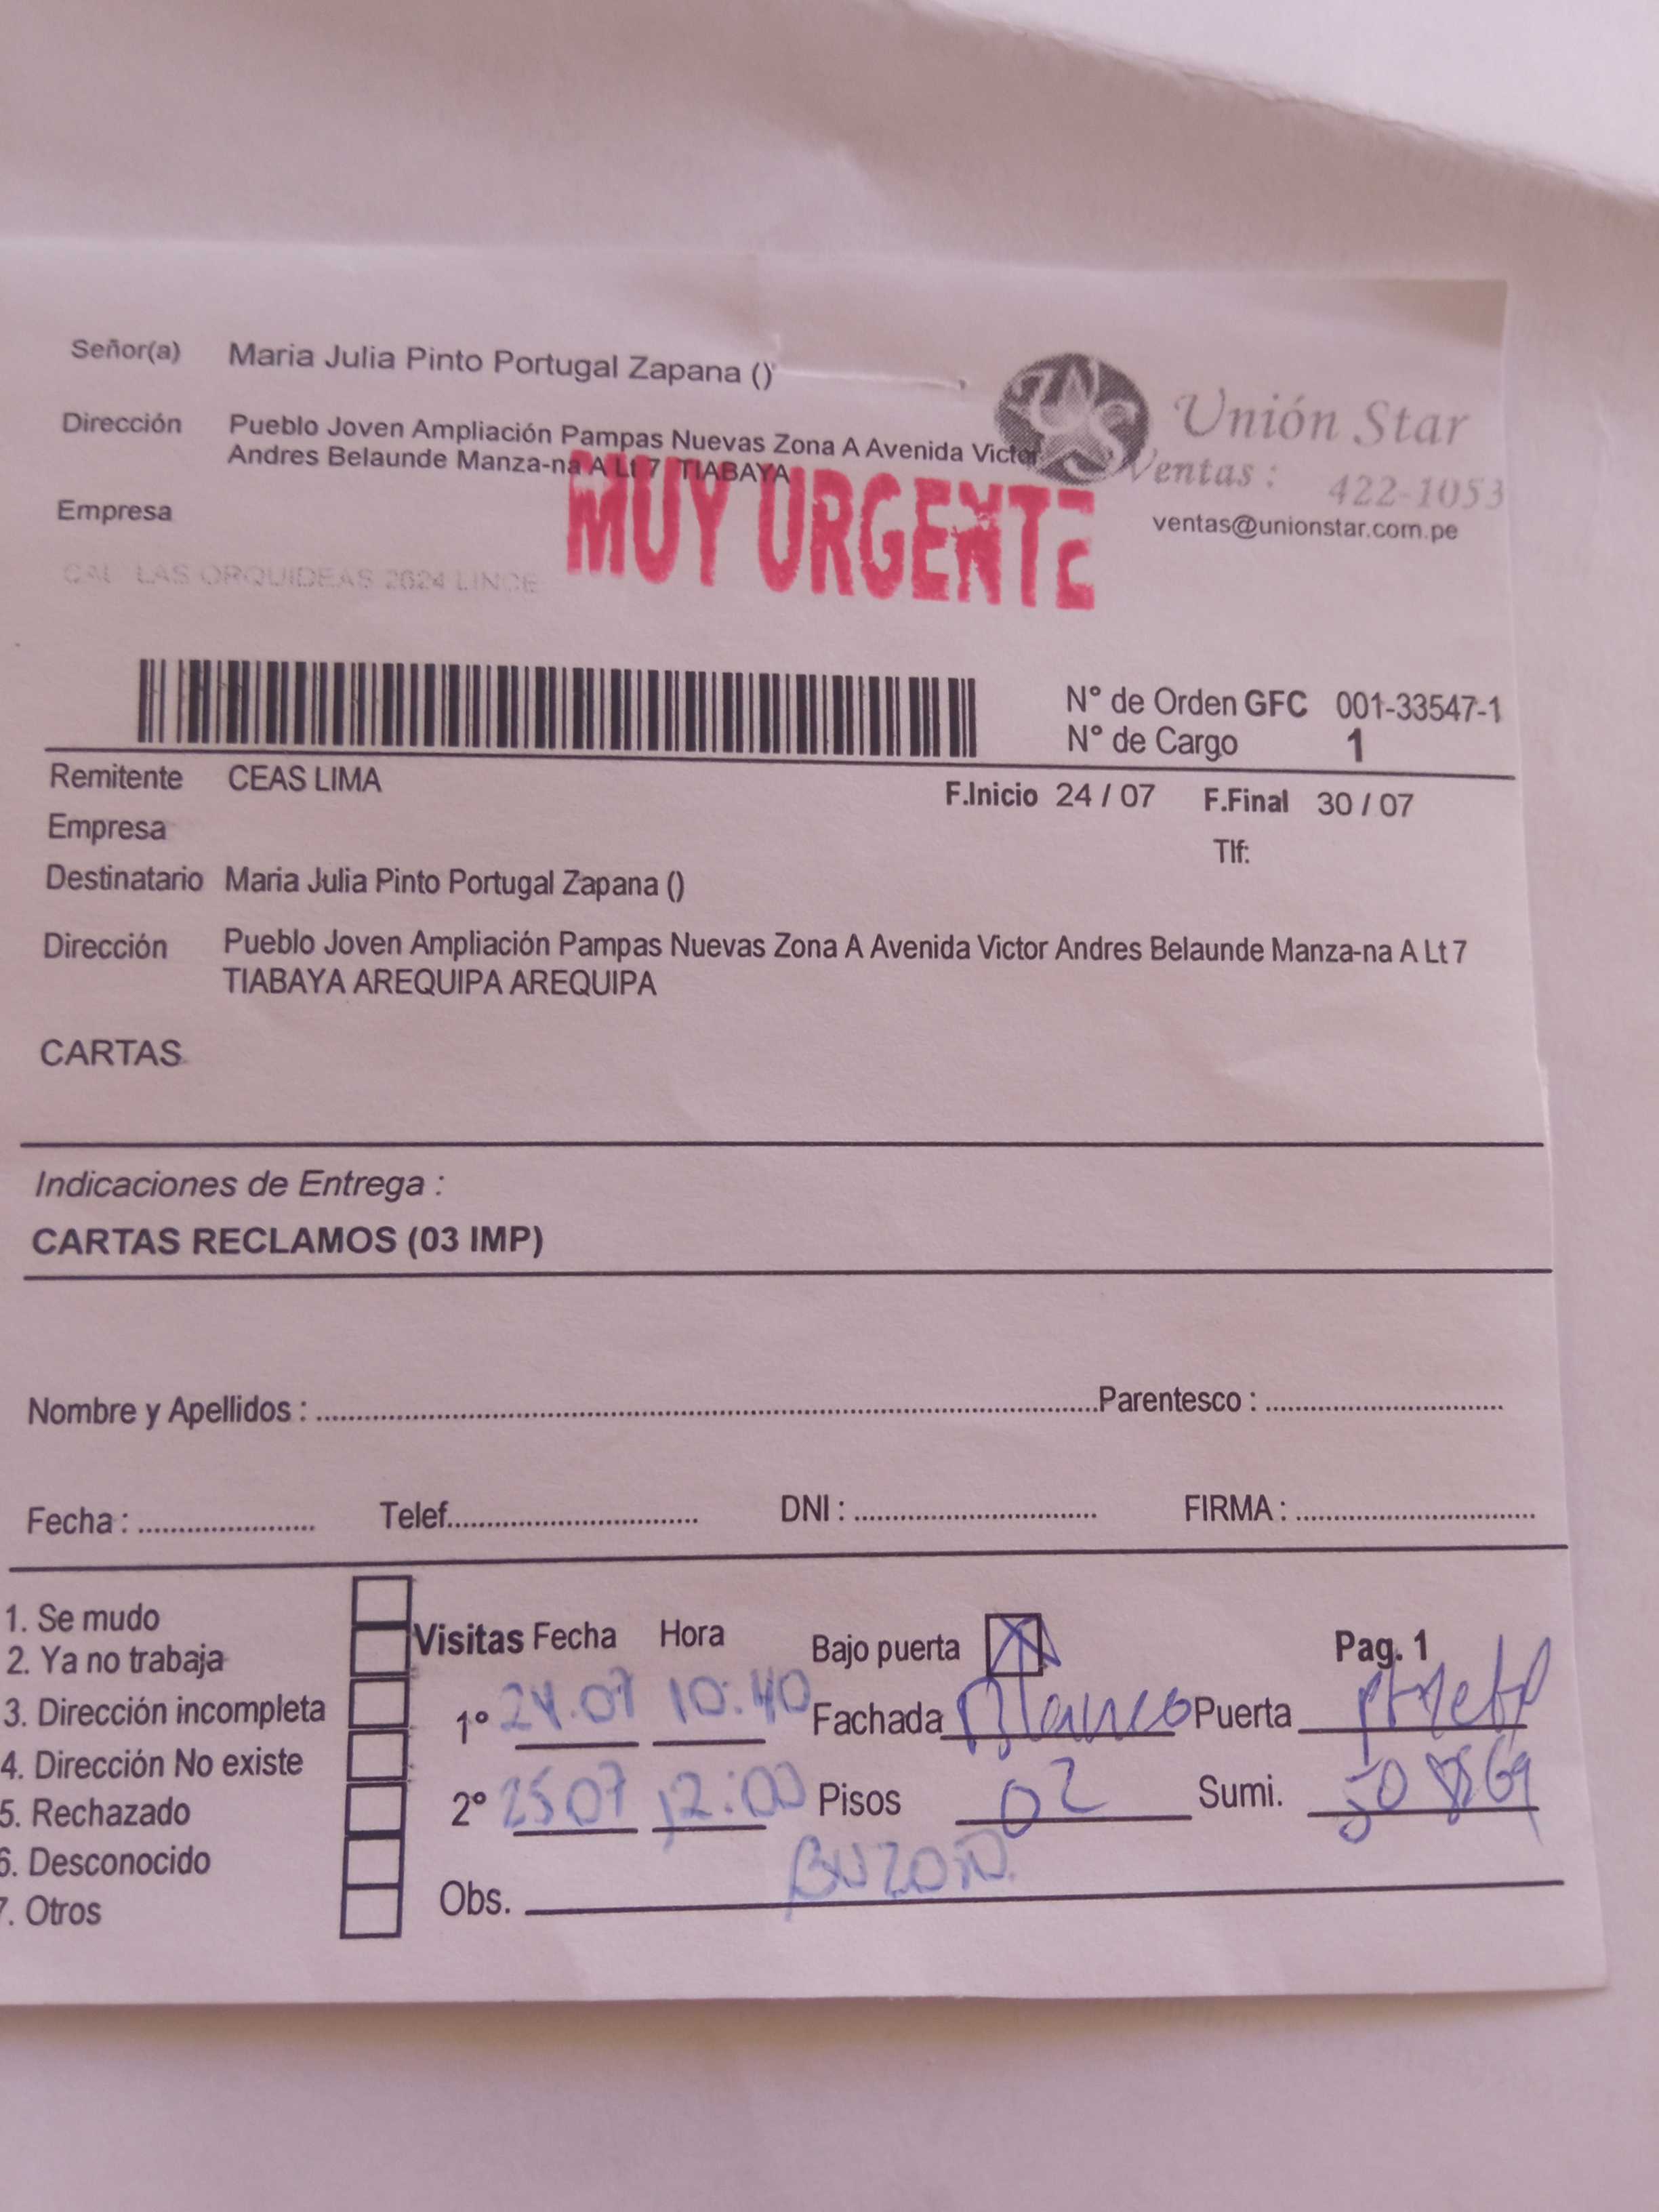 Señor(a) Maria Julia Pinto Portugal Zapana ()
Dirección Pueblo Joven Ampliación Pampas Nuevas Zona A Avenida Victor
Andres Belaunde Manza-na A Lt 7 TIABAYA
Unión Star
Ventas : 422-1053
ventas@unionstar.com.pe
Empresa
MUY URGENTE
CAL LAS ORQUIDEAS 2624 LINCE
N° de Orden GFC 001-33547-1
N° de Cargo 1
Remitente CEAS LIMA
F.Inicio 24 / 07 F.Final 30 / 07
Empresa
Tlf:
Destinatario Maria Julia Pinto Portugal Zapana ()
Dirección Pueblo Joven Ampliación Pampas Nuevas Zona A Avenida Victor Andres Belaunde Manza-na A Lt 7
TIABAYA AREQUIPA AREQUIPA
CARTAS
Indicaciones de Entrega :
CARTAS RECLAMOS (03 IMP)
Nombre y Apellidos : Parentesco :
Fecha : Telef. DNI : FIRMA :
1. Se mudo
2. Ya no trabaja
3. Dirección incompleta
4. Dirección No existe
5. Rechazado
6. Desconocido
7. Otros
Visitas Fecha Hora Bajo puerta Pag. 1
1° 24.07 10:40 Fachada Blanco Puerta
2° 25 07 12:00 Pisos 02 Sumi.
Obs. BUZON.